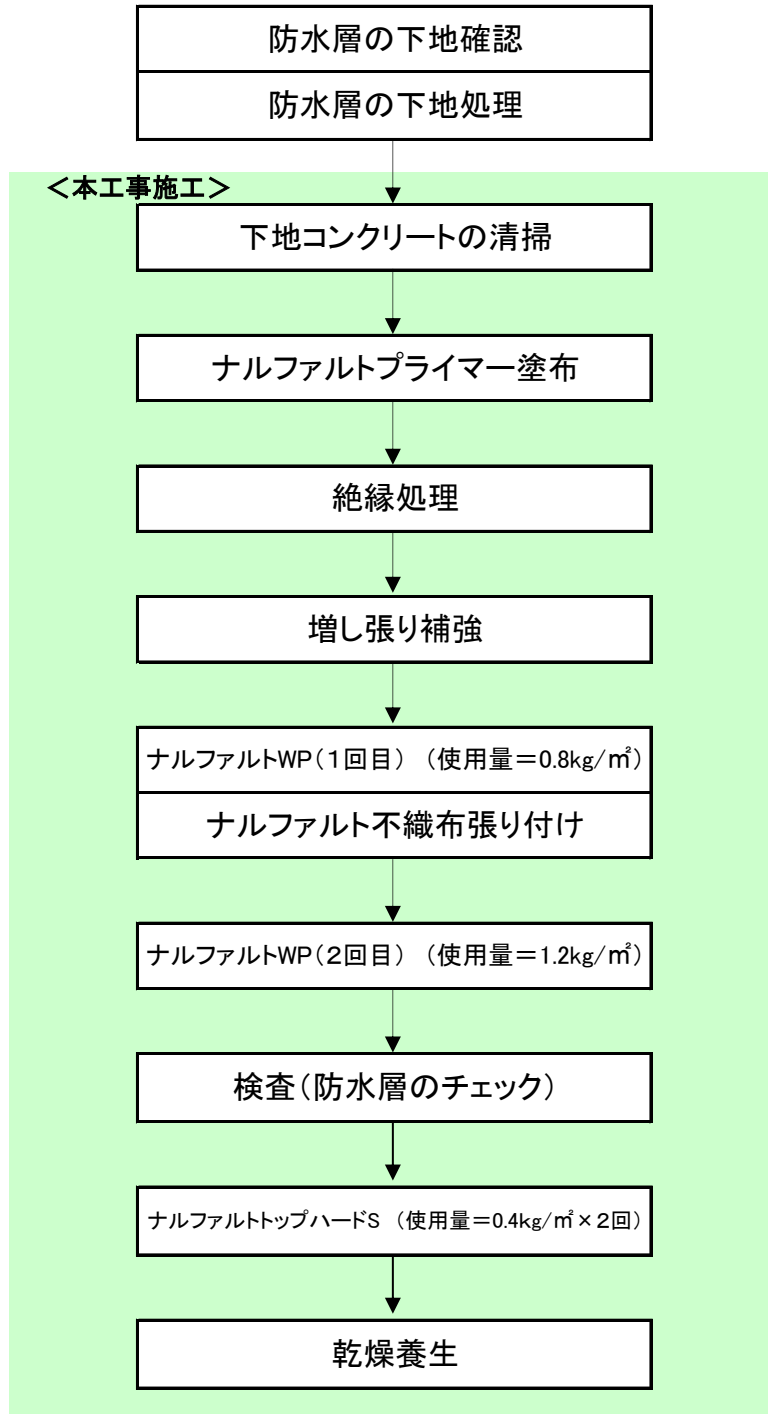 防水層の下地確認
防水層の下地処理
＜本工事施工＞
下地コンクリートの清掃
ナルファルトプライマー塗布
絶縁処理
増し張り補強
ナルファルトWP（１回目）　（使用量＝0.8kg/㎡）
ナルファルト不織布張り付け
ナルファルトWP（２回目）　（使用量＝1.2kg/㎡）
検査（防水層のチェック）
ナルファルトトップハードS　（使用量＝0.4kg/㎡×２回）
乾燥養生